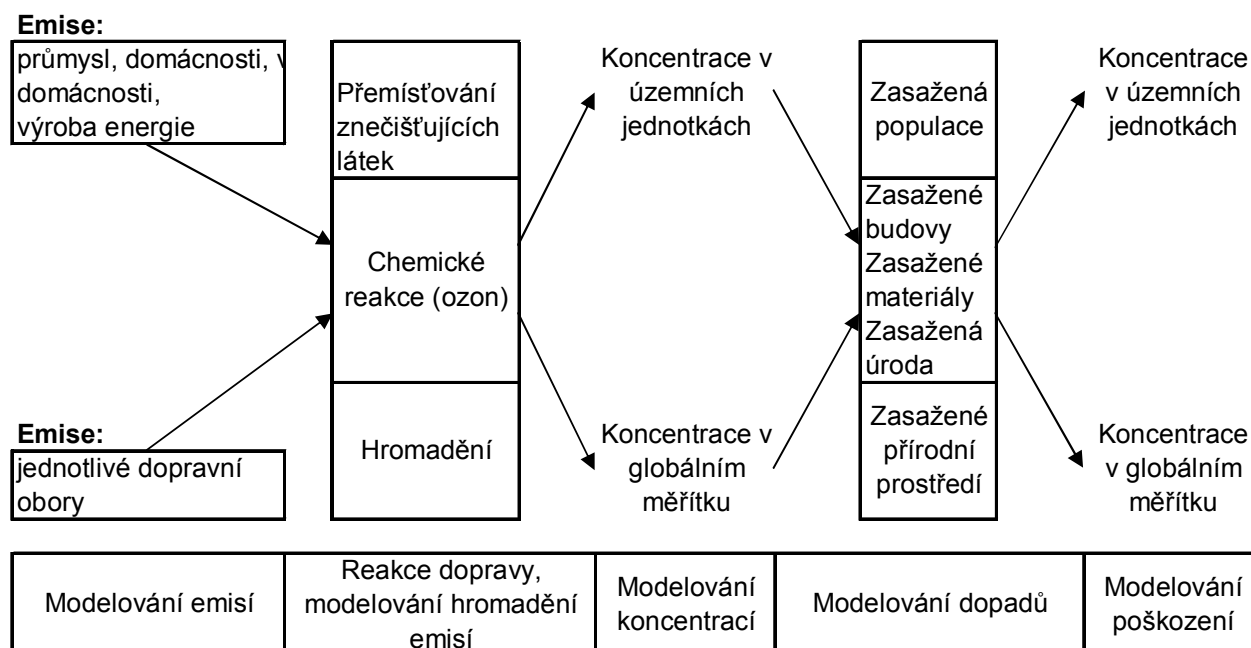 Emise:
průmysl, domácnosti, v
domácnosti,
výroba energie
Emise:
jednotlivé dopravní
obory
Přemísťování
znečišťujících
látek
Chemické
reakce (ozon)
Hromadění
Koncentrace v
územních
jednotkách
Koncentrace v
globálním
měřítku
Zasažená
populace
Zasažené
budovy
Zasažené
materiály
Zasažená
úroda
Zasažené
přírodní
prostředí
Koncentrace
v územních
jednotkách
Koncentrace
v globálním
měřítku
Modelování emisí
Reakce dopravy,
modelování hromadění
emisí
Modelování
koncentrací
Modelování dopadů
Modelování
poškození